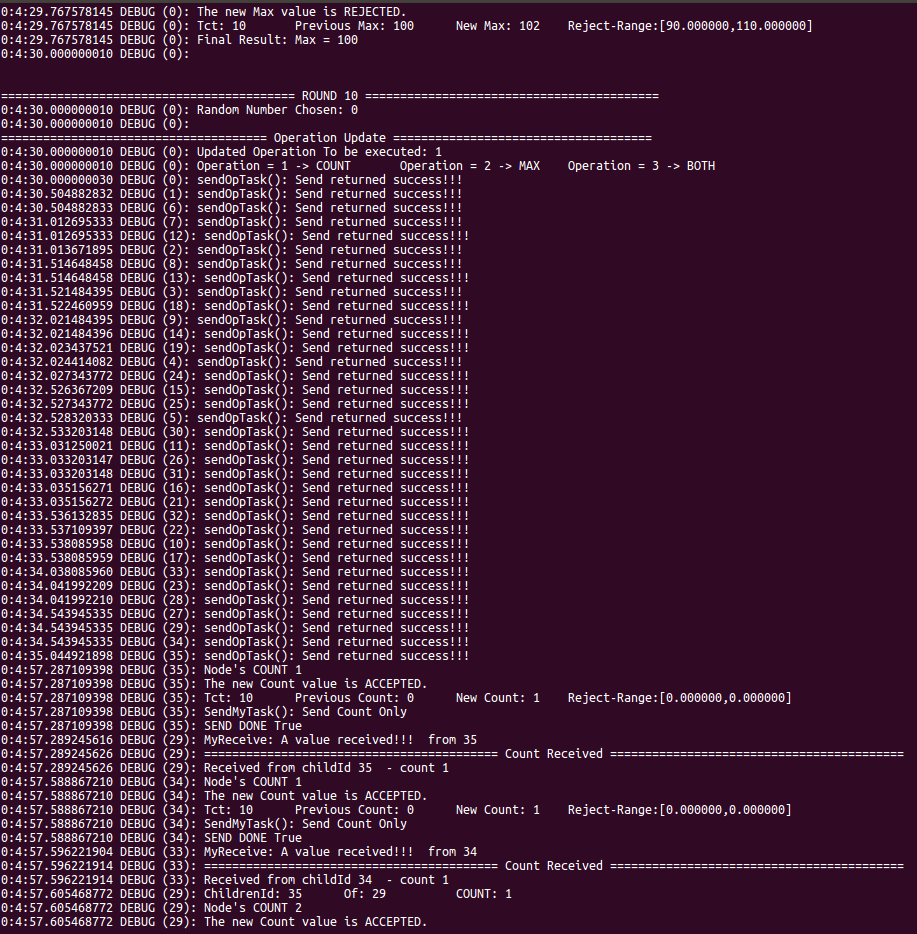 0:4:29.767578145 DEBUG (0): The new Max value is REJECTED.
0:4:29.767578145 DEBUG (0): Tct: 10       Previous Max: 100      New Max: 102    Reject-Range:[90.000000,110.000000]
0:4:29.767578145 DEBUG (0): Final Result: Max = 100
0:4:30.000000010 DEBUG (0):
========================================== ROUND 10 ==========================================
0:4:30.000000010 DEBUG (0): Random Number Chosen: 0
0:4:30.000000010 DEBUG (0):
====================================== Operation Update =====================================
0:4:30.000000010 DEBUG (0): Updated Operation To be executed: 1
0:4:30.000000010 DEBUG (0): Operation = 1 -> COUNT       Operation = 2 -> MAX    Operation = 3 -> BOTH
0:4:30.000000030 DEBUG (0): sendOpTask(): Send returned success!!!
0:4:30.504882832 DEBUG (1): sendOpTask(): Send returned success!!!
0:4:30.504882833 DEBUG (6): sendOpTask(): Send returned success!!!
0:4:31.012695333 DEBUG (7): sendOpTask(): Send returned success!!!
0:4:31.012695333 DEBUG (12): sendOpTask(): Send returned success!!!
0:4:31.013671895 DEBUG (2): sendOpTask(): Send returned success!!!
0:4:31.514648458 DEBUG (8): sendOpTask(): Send returned success!!!
0:4:31.514648458 DEBUG (13): sendOpTask(): Send returned success!!!
0:4:31.521484395 DEBUG (3): sendOpTask(): Send returned success!!!
0:4:31.522460959 DEBUG (18): sendOpTask(): Send returned success!!!
0:4:32.021484395 DEBUG (9): sendOpTask(): Send returned success!!!
0:4:32.021484396 DEBUG (14): sendOpTask(): Send returned success!!!
0:4:32.023437521 DEBUG (19): sendOpTask(): Send returned success!!!
0:4:32.024414082 DEBUG (4): sendOpTask(): Send returned success!!!
0:4:32.027343772 DEBUG (24): sendOpTask(): Send returned success!!!
0:4:32.526367209 DEBUG (15): sendOpTask(): Send returned success!!!
0:4:32.527343772 DEBUG (25): sendOpTask(): Send returned success!!!
0:4:32.528320333 DEBUG (5): sendOpTask(): Send returned success!!!
0:4:32.533203148 DEBUG (30): sendOpTask(): Send returned success!!!
0:4:33.031250021 DEBUG (11): sendOpTask(): Send returned success!!!
0:4:33.033203147 DEBUG (26): sendOpTask(): Send returned success!!!
0:4:33.033203148 DEBUG (31): sendOpTask(): Send returned success!!!
0:4:33.035156271 DEBUG (16): sendOpTask(): Send returned success!!!
0:4:33.035156272 DEBUG (21): sendOpTask(): Send returned success!!!
0:4:33.536132835 DEBUG (32): sendOpTask(): Send returned success!!!
0:4:33.537109397 DEBUG (22): sendOpTask(): Send returned success!!!
0:4:33.538085958 DEBUG (10): sendOpTask(): Send returned success!!!
0:4:33.538085959 DEBUG (17): sendOpTask(): Send returned success!!!
0:4:34.038085960 DEBUG (33): sendOpTask(): Send returned success!!!
0:4:34.041992209 DEBUG (23): sendOpTask(): Send returned success!!!
0:4:34.041992210 DEBUG (28): sendOpTask(): Send returned success!!!
0:4:34.543945335 DEBUG (27): sendOpTask(): Send returned success!!!
0:4:34.543945335 DEBUG (29): sendOpTask(): Send returned success!!!
0:4:34.543945335 DEBUG (34): sendOpTask(): Send returned success!!!
0:4:35.044921898 DEBUG (35): sendOpTask(): Send returned success!!!
0:4:57.287109398 DEBUG (35): Node's COUNT 1
0:4:57.287109398 DEBUG (35): The new Count value is ACCEPTED.
0:4:57.287109398 DEBUG (35): Tct: 10      Previous Count: 0      New Count: 1    Reject-Range:[0.000000,0.000000]
0:4:57.287109398 DEBUG (35): SendMyTask(): Send Count Only
0:4:57.287109398 DEBUG (35): SEND DONE True
0:4:57.289245616 DEBUG (29): MyReceive: A value received!!!  from 35
0:4:57.289245626 DEBUG (29): ========================================== Count Received ==========================================
0:4:57.289245626 DEBUG (29): Received from childId 35  - count 1
0:4:57.588867210 DEBUG (34): Node's COUNT 1
0:4:57.588867210 DEBUG (34): The new Count value is ACCEPTED.
0:4:57.588867210 DEBUG (34): Tct: 10      Previous Count: 0      New Count: 1    Reject-Range:[0.000000,0.000000]
0:4:57.588867210 DEBUG (34): SendMyTask(): Send Count Only
0:4:57.588867210 DEBUG (34): SEND DONE True
0:4:57.596221904 DEBUG (33): MyReceive: A value received!!!  from 34
0:4:57.596221914 DEBUG (33): ========================================== Count Received ==========================================
0:4:57.596221914 DEBUG (33): Received from childId 34  - count 1
0:4:57.605468772 DEBUG (29): ChildrenId: 35      Of: 29          COUNT: 1
0:4:57.605468772 DEBUG (29): Node's COUNT 2
0:4:57.605468772 DEBUG (29): The new Count value is ACCEPTED.